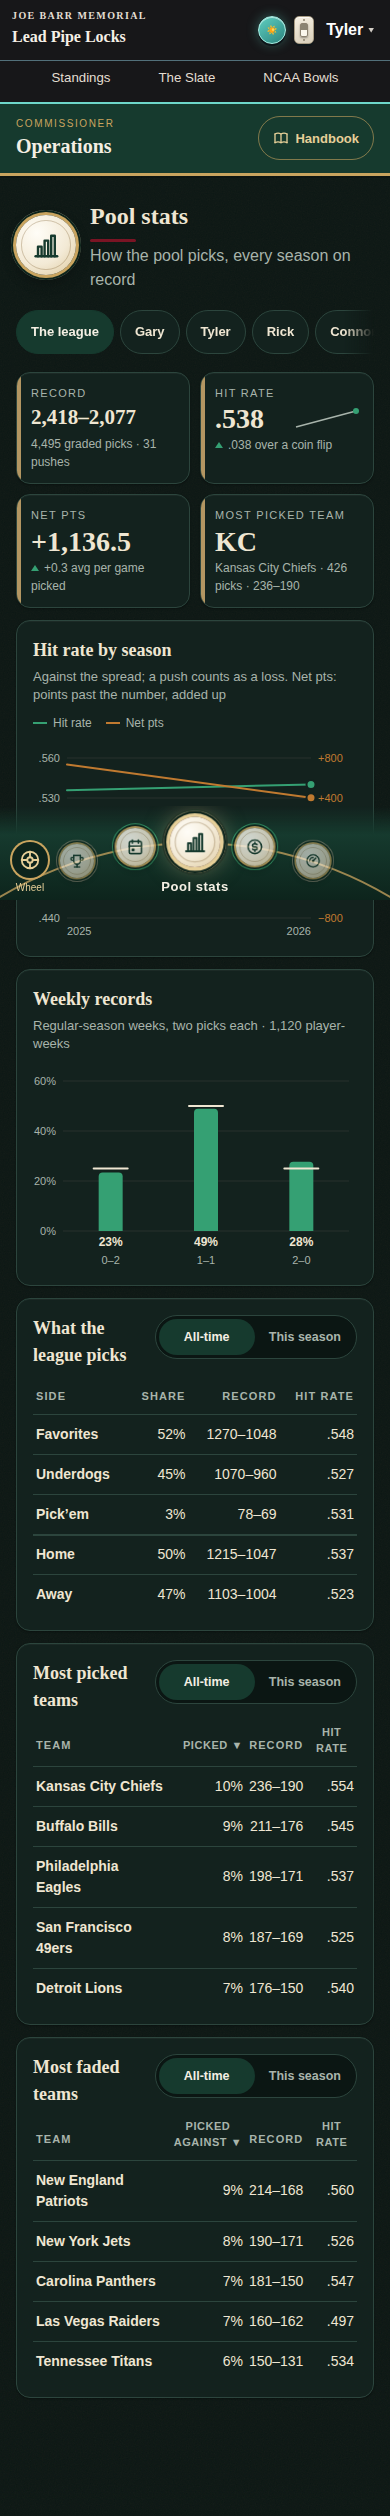 JOE BARR MEMORIAL
Lead Pipe Locks
Tyler ▾
Standings The Slate NCAA Bowls
COMMISSIONER
Operations
Handbook
Pool stats
How the pool picks, every season on
record
The league Gary Tyler Rick Conno
RECORD
2,418–2,077
4,495 graded picks · 31
pushes
HIT RATE
.538
▲ .038 over a coin flip
NET PTS
+1,136.5
▲ +0.3 avg per game
picked
MOST PICKED TEAM
KC
Kansas City Chiefs · 426
picks · 236–190
Hit rate by season
Against the spread; a push counts as a loss. Net pts:
points past the number, added up
Hit rate Net pts
.560 +800
.530 +400
Wheel
Pool stats
.440 −800
2025 2026
Weekly records
Regular-season weeks, two picks each · 1,120 player-
weeks
60%
40%
20%
0%
23% 49% 28%
0–2 1–1 2–0
What the
league picks
All-time This season
SIDE SHARE RECORD HIT RATE
Favorites 52% 1270–1048 .548
Underdogs 45% 1070–960 .527
Pick’em 3% 78–69 .531
Home 50% 1215–1047 .537
Away 47% 1103–1004 .523
Most picked
teams
All-time This season
TEAM PICKED ▼ RECORD HIT
RATE
Kansas City Chiefs 10% 236–190 .554
Buffalo Bills 9% 211–176 .545
Philadelphia
Eagles 8% 198–171 .537
San Francisco
49ers 8% 187–169 .525
Detroit Lions 7% 176–150 .540
Most faded
teams
All-time This season
TEAM PICKED
AGAINST ▼ RECORD HIT
RATE
New England
Patriots 9% 214–168 .560
New York Jets 8% 190–171 .526
Carolina Panthers 7% 181–150 .547
Las Vegas Raiders 7% 160–162 .497
Tennessee Titans 6% 150–131 .534